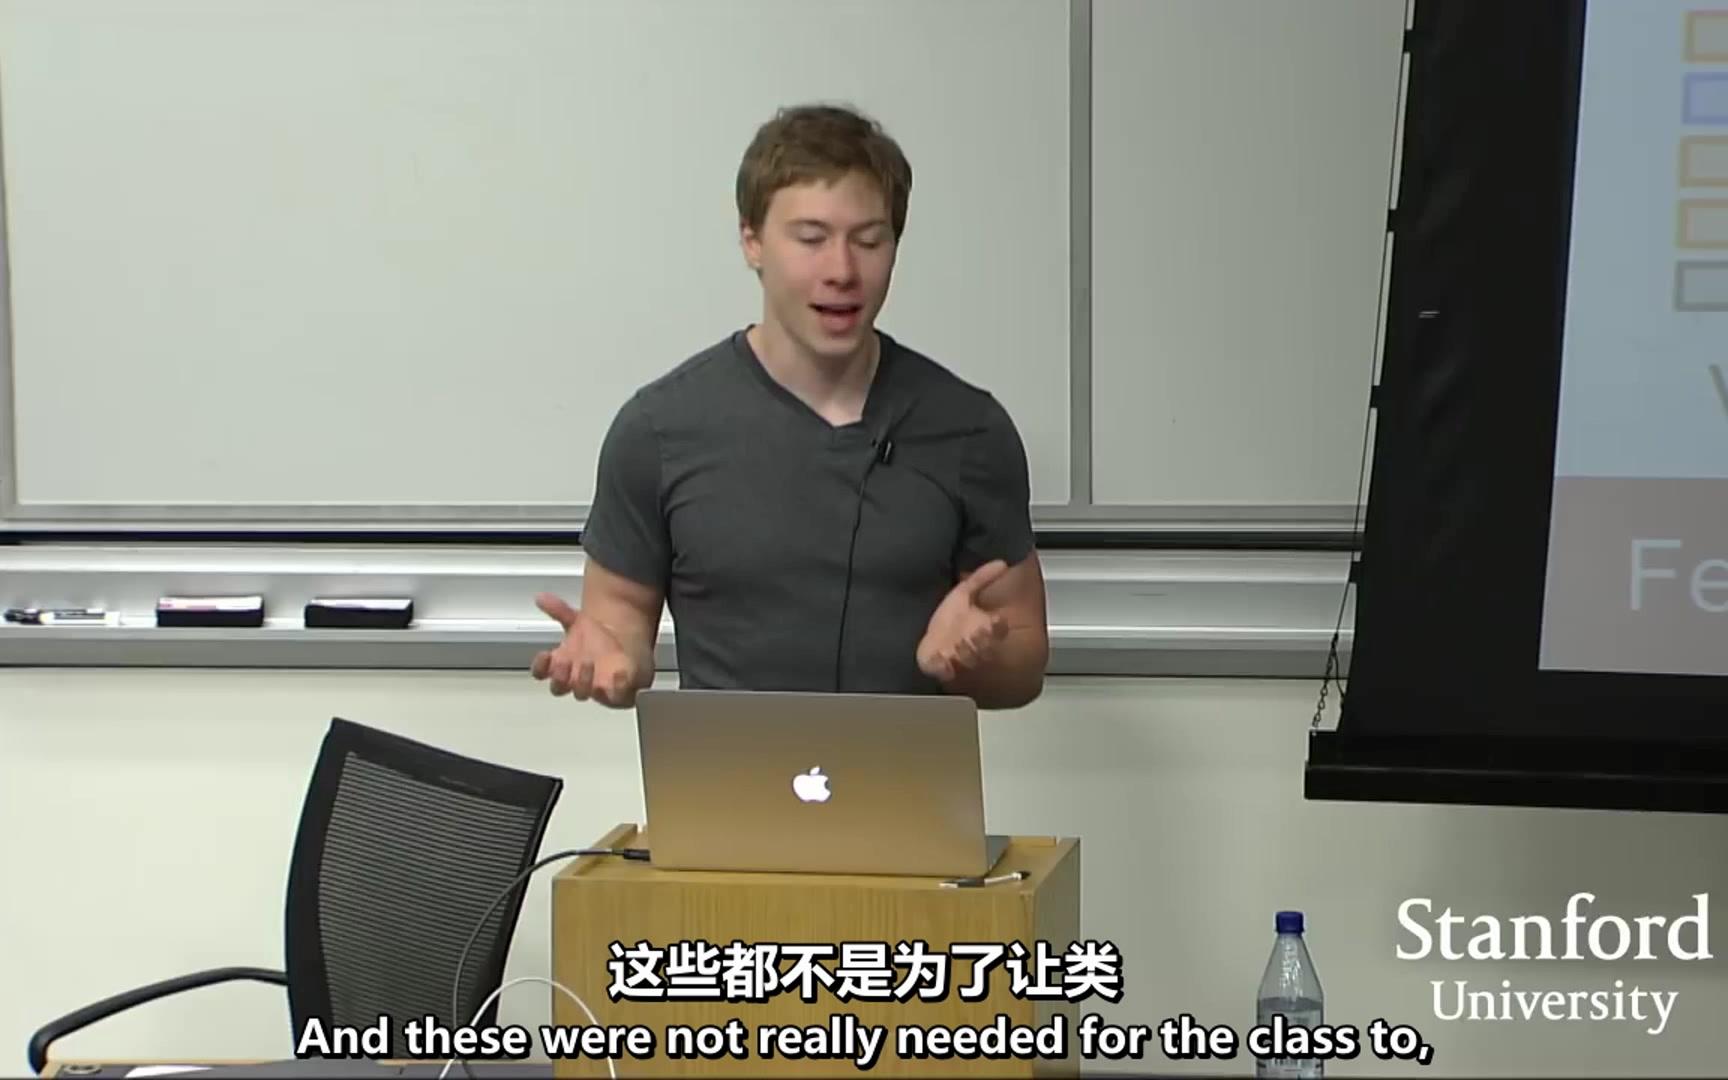 Fe
Stanford
University
这些都不是为了让类
And these were not really needed for the class to,